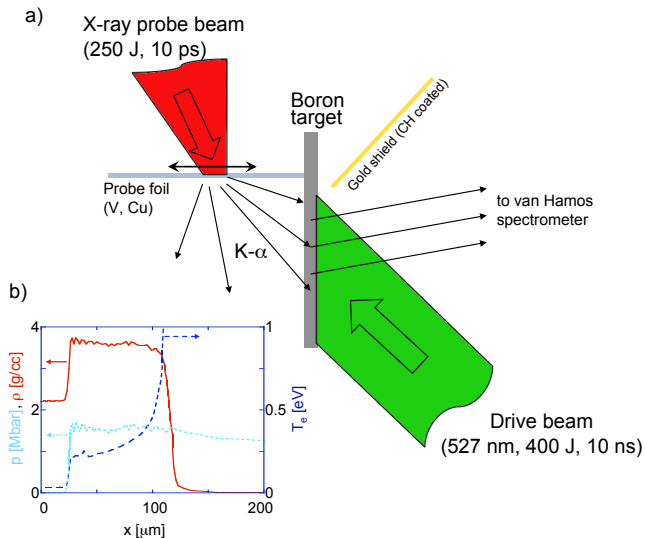 a)
X-ray probe beam
(250 J, 10 ps)
Boron
target
Gold shield (CH coated)
Probe foil
(V, Cu)
to van Hamos
spectrometer
K-α
b)
p [Mbar], ρ [g/cc]
4
2
0
1
0.5
0
T_e [eV]
0
100
200
x [μm]
Drive beam
(527 nm, 400 J, 10 ns)